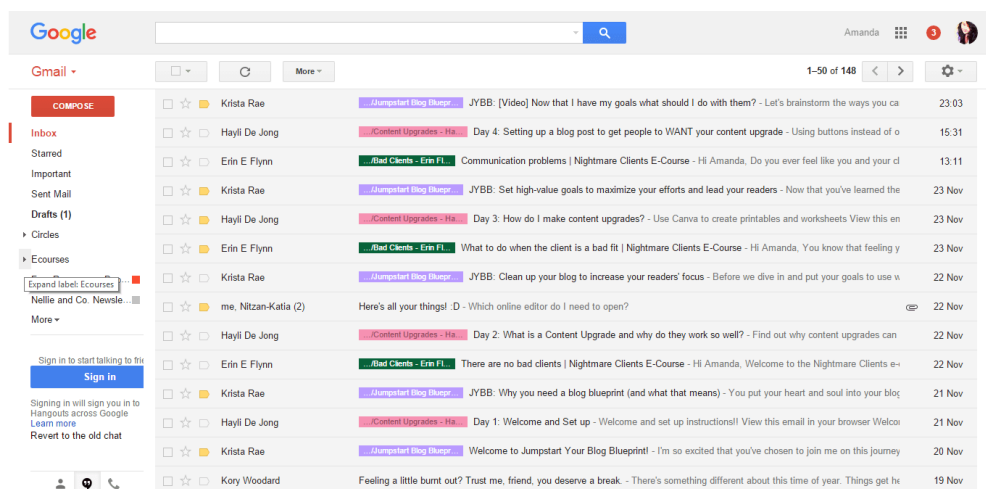 Google
Amanda
3
Gmail
More
1–50 of 148
COMPOSE
Inbox
Starred
Important
Sent Mail
Drafts (1)
Circles
Ecourses
Expand label: Ecourses
Nellie and Co. Newsle...
More
Sign in to start talking to frie
Sign in
Signing in will sign you in to
Hangouts across Google
Learn more
Revert to the old chat
Krista Rae .../Jumpstart Blog Bluepr... JYBB: [Video] Now that I have my goals what should I do with them? - Let's brainstorm the ways you ca 23:03
Hayli De Jong .../Content Upgrades - Ha... Day 4: Setting up a blog post to get people to WANT your content upgrade - Using buttons instead of o 15:31
Erin E Flynn .../Bad Clients - Erin Fl... Communication problems | Nightmare Clients E-Course - Hi Amanda, Do you ever feel like you and your cl 13:11
Krista Rae .../Jumpstart Blog Bluepr... JYBB: Set high-value goals to maximize your efforts and lead your readers - Now that you've learned the 23 Nov
Hayli De Jong .../Content Upgrades - Ha... Day 3: How do I make content upgrades? - Use Canva to create printables and worksheets View this en 23 Nov
Erin E Flynn .../Bad Clients - Erin Fl... What to do when the client is a bad fit | Nightmare Clients E-Course - Hi Amanda, You know that feeling y 23 Nov
Krista Rae .../Jumpstart Blog Bluepr... JYBB: Clean up your blog to increase your readers' focus - Before we dive in and put your goals to use w 22 Nov
me, Nitzan-Katia (2) Here's all your things! :D - Which online editor do I need to open? 22 Nov
Hayli De Jong .../Content Upgrades - Ha... Day 2: What is a Content Upgrade and why do they work so well? - Find out why content upgrades can 22 Nov
Erin E Flynn .../Bad Clients - Erin Fl... There are no bad clients | Nightmare Clients E-Course - Hi Amanda, Welcome to the Nightmare Clients e-c 22 Nov
Krista Rae .../Jumpstart Blog Bluepr... JYBB: Why you need a blog blueprint (and what that means) - You put your heart and soul into your blog 21 Nov
Hayli De Jong .../Content Upgrades - Ha... Day 1: Welcome and Set up - Welcome and set up instructions!! View this email in your browser Welcor 21 Nov
Krista Rae .../Jumpstart Blog Bluepr... Welcome to Jumpstart Your Blog Blueprint! - I'm so excited that you've chosen to join me on this journey 20 Nov
Kory Woodard Feeling a little burnt out? Trust me, friend, you deserve a break. - There's something different about this time of year. Things get he 19 Nov